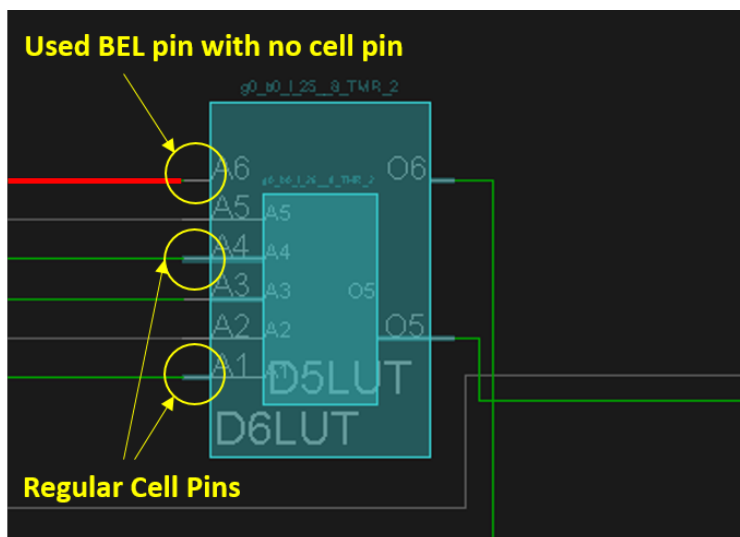 Used BEL pin with no cell pin
g0_b0_l_25__8_TMR_2
A6
O6
A5
A5
A4
A4
A3
A3
O5
A2
A2
O5
A1
D5LUT
D6LUT
Regular Cell Pins